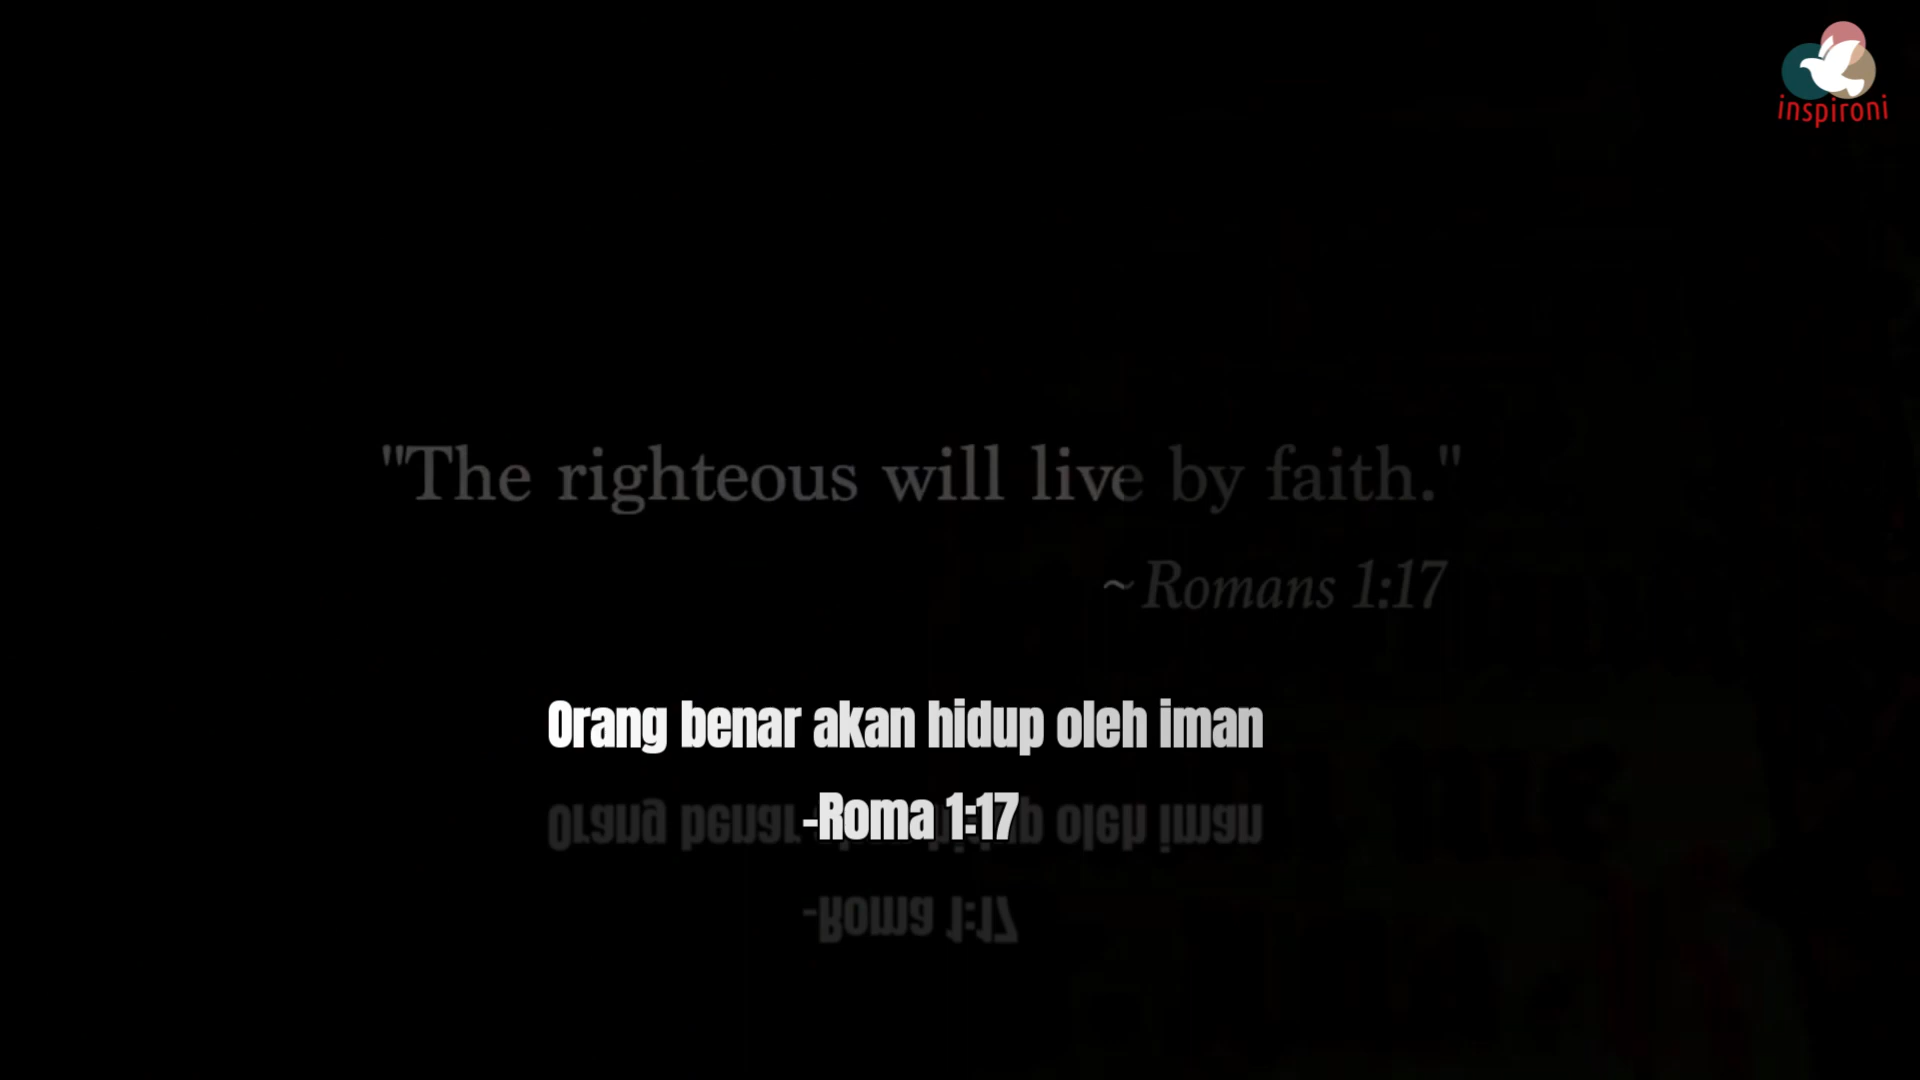 inspironi
"The righteous will live by faith."
~ Romans 1:17
Orang benar akan hidup oleh iman
-Roma 1:17